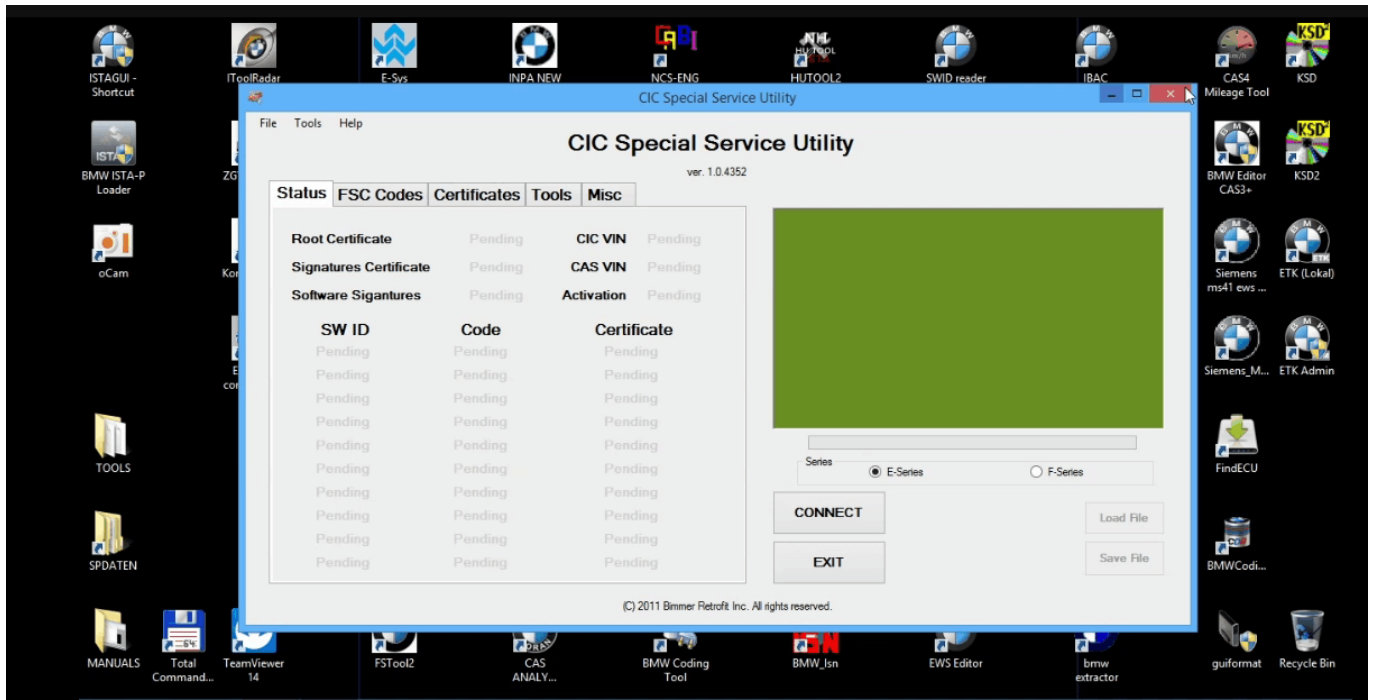 ISTAGUI -
Shortcut
IToolRadar
E-Sys
INPA NEW
NCS-ENG
HUTOOL2
SWID reader
IBAC
CAS4
Mileage Tool
KSD
CIC Special Service Utility
File Tools Help
CIC Special Service Utility
ver. 1.0.4352
BMW ISTA-P
Loader
BMW Editor
CAS3+
KSD2
Status FSC Codes Certificates Tools Misc
Root Certificate Pending CIC VIN Pending
Signatures Certificate Pending CAS VIN Pending
Software Sigantures Pending Activation Pending
oCam
Kor
Siemens
ms41 ews ...
ETK (Lokal)
SW ID Code Certificate
Pending Pending Pending
Pending Pending Pending
Pending Pending Pending
Pending Pending Pending
Pending Pending Pending
Pending Pending Pending
Pending Pending Pending
Pending Pending Pending
Pending Pending Pending
Pending Pending Pending
Siemens_M...
ETK Admin
Series E-Series F-Series
TOOLS
FindECU
CONNECT
Load File
EXIT
Save File
SPDATEN
BMWCodi...
(C) 2011 Bimmer Retrofit Inc. All rights reserved.
MANUALS
Total
Command...
TeamViewer
14
FSTool2
CAS
ANALY...
BMW Coding
Tool
BMW_Isn
EWS Editor
bmw
extractor
guiformat
Recycle Bin